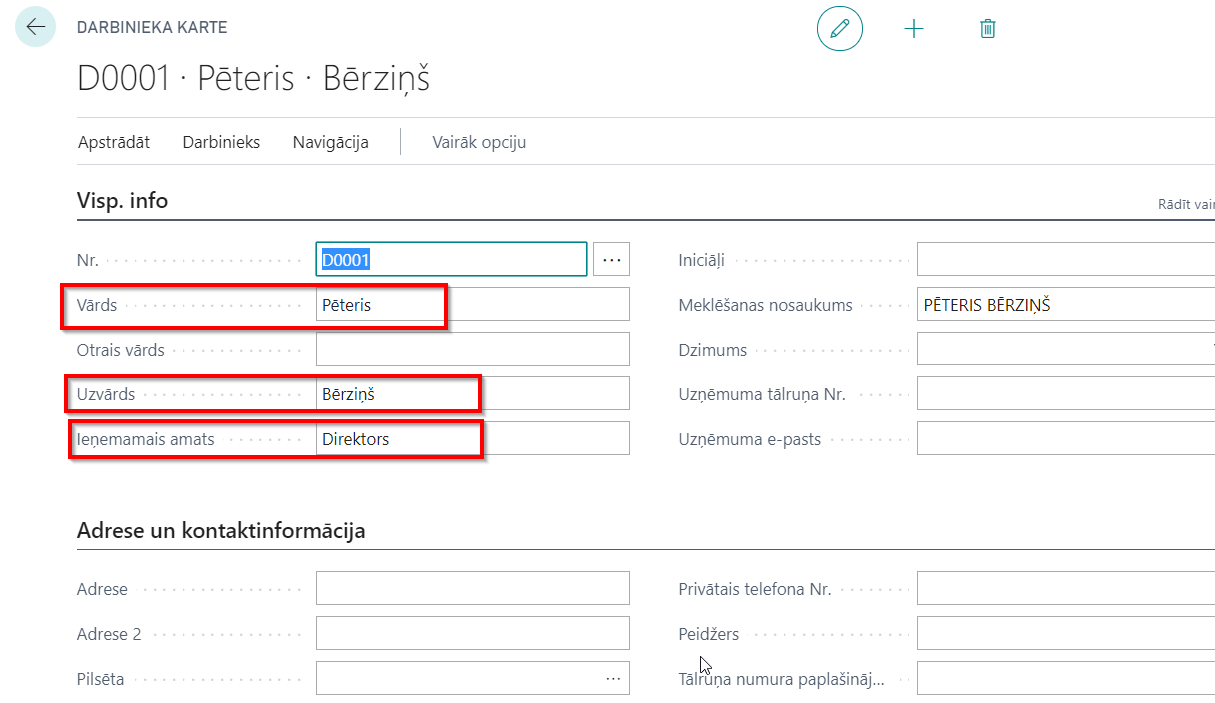 DARBINIEKA KARTE
D0001 · Pēteris · Bērziņš
Apstrādāt Darbinieks Navigācija Vairāk opciju
Visp. info
Rādīt vair
Nr. D0001 ···
Iniciāļi
Vārds Pēteris
Meklēšanas nosaukums PĒTERIS BĒRZIŅŠ
Otrais vārds
Dzimums
Uzvārds Bērziņš
Uzņēmuma tālruņa Nr.
Ieņemamais amats Direktors
Uzņēmuma e-pasts
Adrese un kontaktinformācija
Adrese
Privātais telefona Nr.
Adrese 2
Peidžers
Pilsēta ···
Tālruņa numura paplašināj...